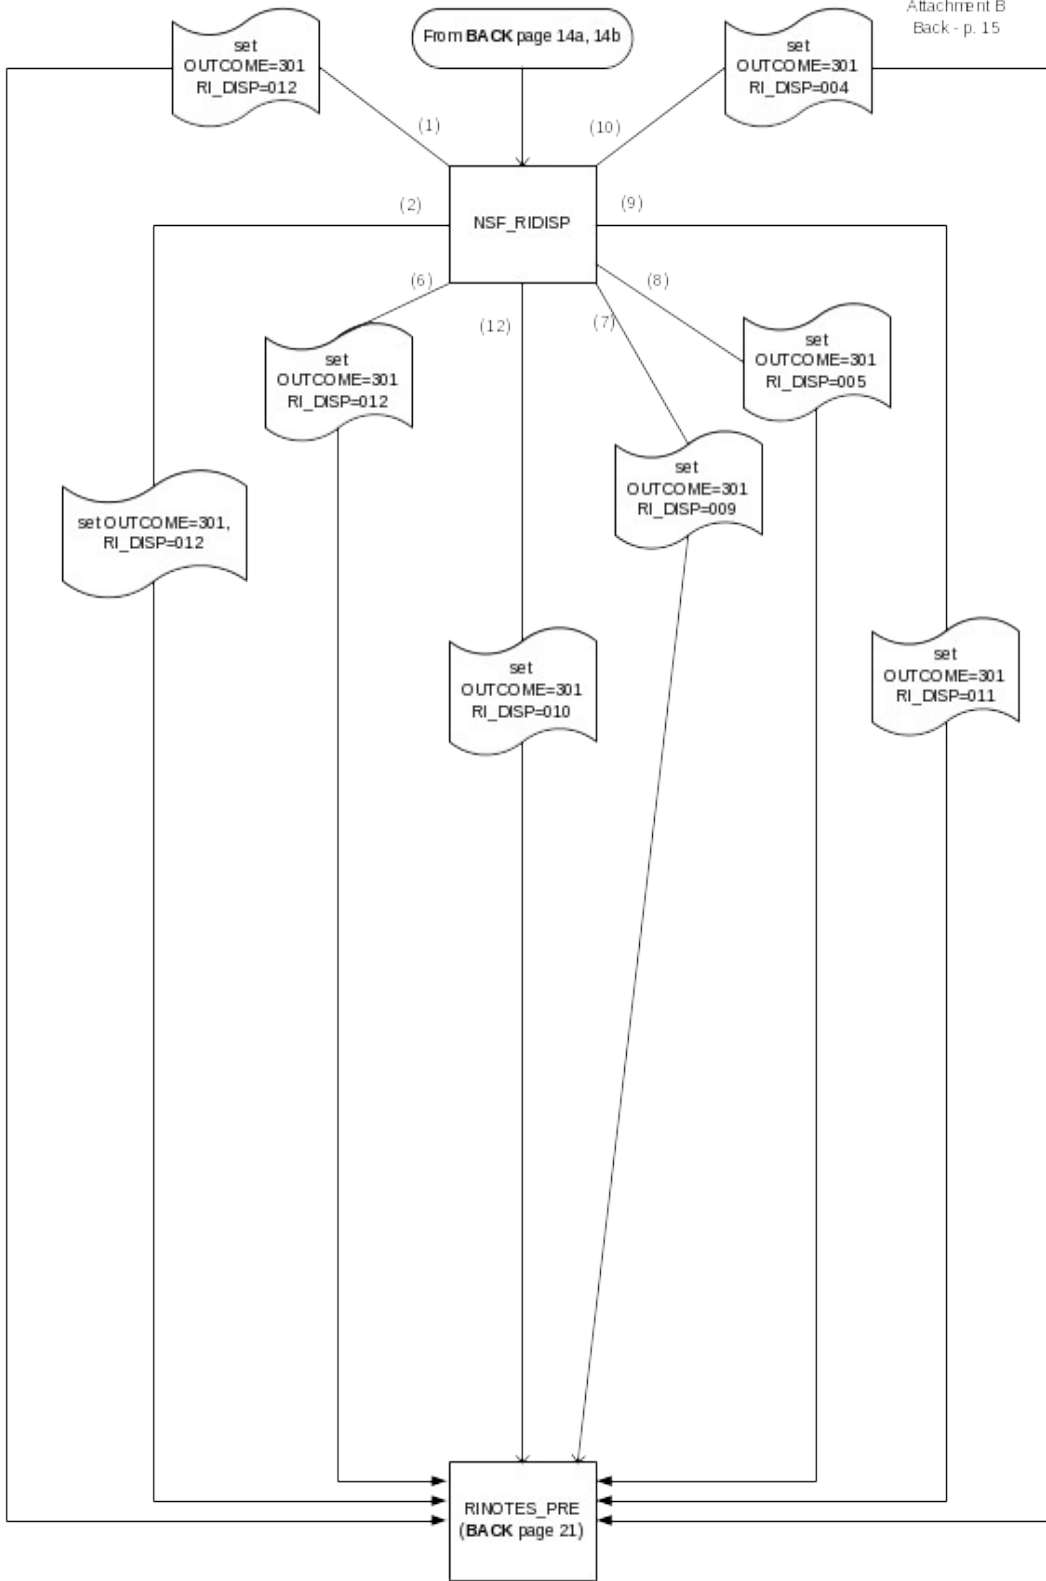 Attachment B
Back - p. 15
set
OUTCOME=301
RI_DISP=012
From BACK page 14a, 14b
set
OUTCOME=301
RI_DISP=004
(1)
(10)
(2)
(9)
NSF_RIDISP
(6)
(8)
(12)
(7)
set
OUTCOME=301
RI_DISP=012
set
OUTCOME=301
RI_DISP=005
set
OUTCOME=301
RI_DISP=009
set OUTCOME=301,
RI_DISP=012
set
OUTCOME=301
RI_DISP=010
set
OUTCOME=301
RI_DISP=011
RINOTES_PRE
(BACK page 21)